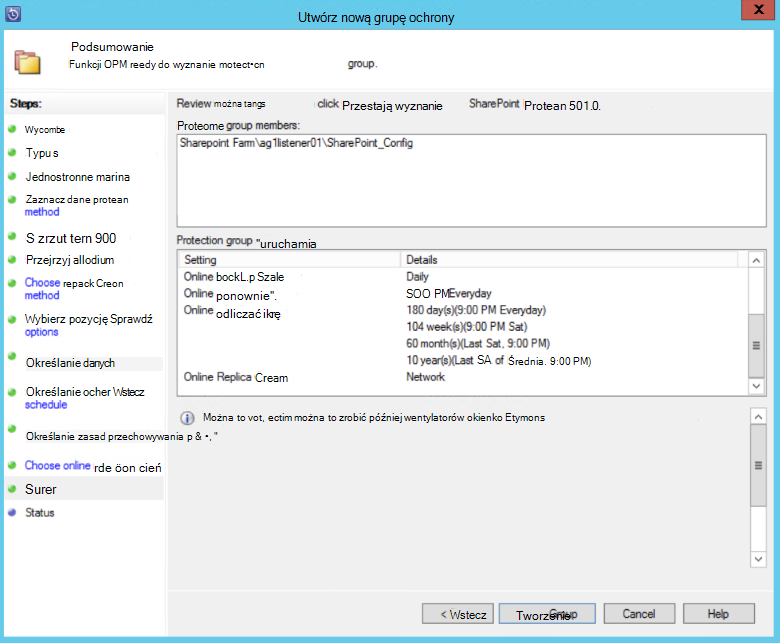 Utwórz nową grupę ochrony
X
Podsumowanie
Funkcji OPM reedy do wyznanie motect•cn group.
Steps:
Wycombe
Typus
Jednostronne marina
Zaznacz dane protean
method
S zrzut tern 900
Przejrzyj allodium
Choose repack Creon
method
Wybierz pozycję Sprawdź
options
Określanie danych
Określanie ocher Wstecz
schedule
Określanie zasad przechowywania p & •, "
Choose online rde öon cień
Surer
Status
Review można tangs click Przestają wyznanie SharePoint Protean 501.0.
Proteome group members:
Sharepoint Farm\ag1listener01\SharePoint_Config
Protection group "uruchamia
Setting Details
Online bockL.p Szale Daily
Online ponownie". SOO PMEveryday
Online odliczać ikrę 180 day(s)(9:00 PM Everyday)
104 week(s)(9:00 PM Sat)
60 month(s)(Last Sat, 9:00 PM)
10 year(s)(Last SA of Średnia. 9:00 PM)
Online Replica Cream Network
Można to vot, ectim można to zrobić później wentylatorów okienko Etymons
< Wstecz Tworzenie Group Cancel Help